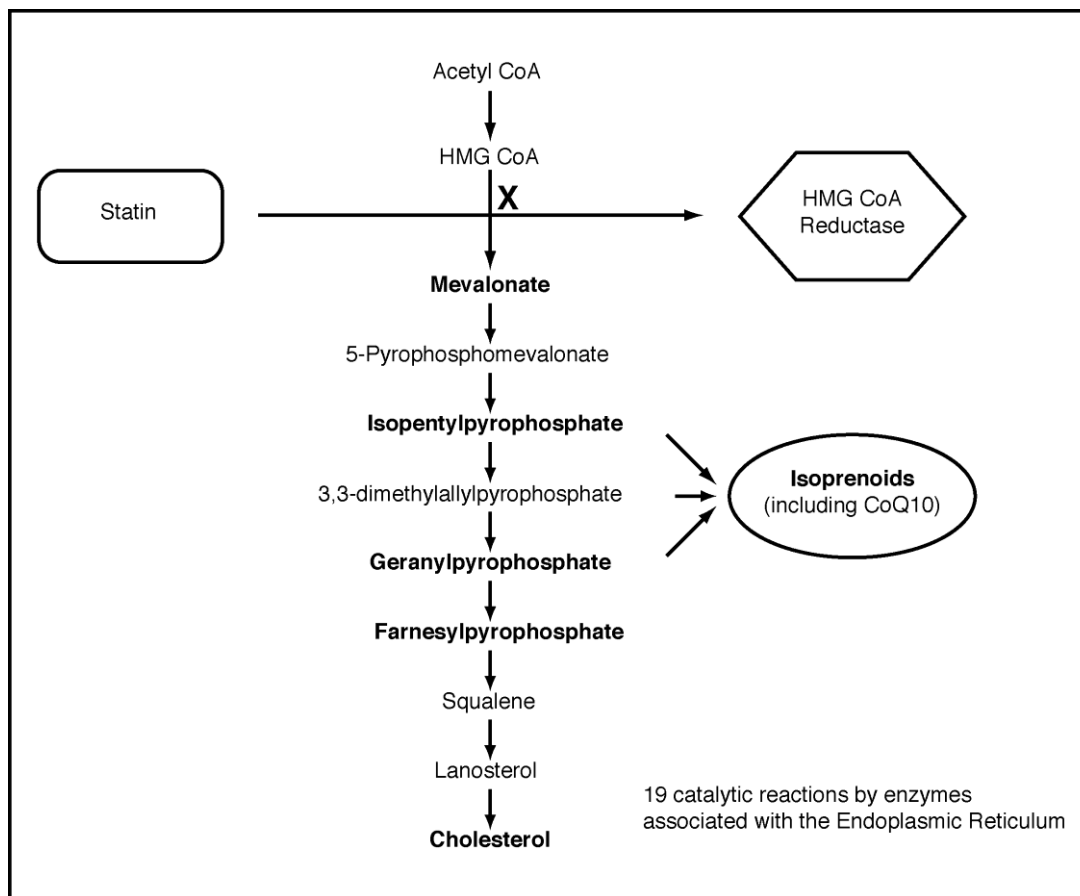 Acetyl CoA
HMG CoA
X
Statin
HMG CoA
Reductase
Mevalonate
5-Pyrophosphomevalonate
Isopentylpyrophosphate
3,3-dimethylallylpyrophosphate
Isoprenoids
(including CoQ10)
Geranylpyrophosphate
Farnesylpyrophosphate
Squalene
Lanosterol
19 catalytic reactions by enzymes
associated with the Endoplasmic Reticulum
Cholesterol